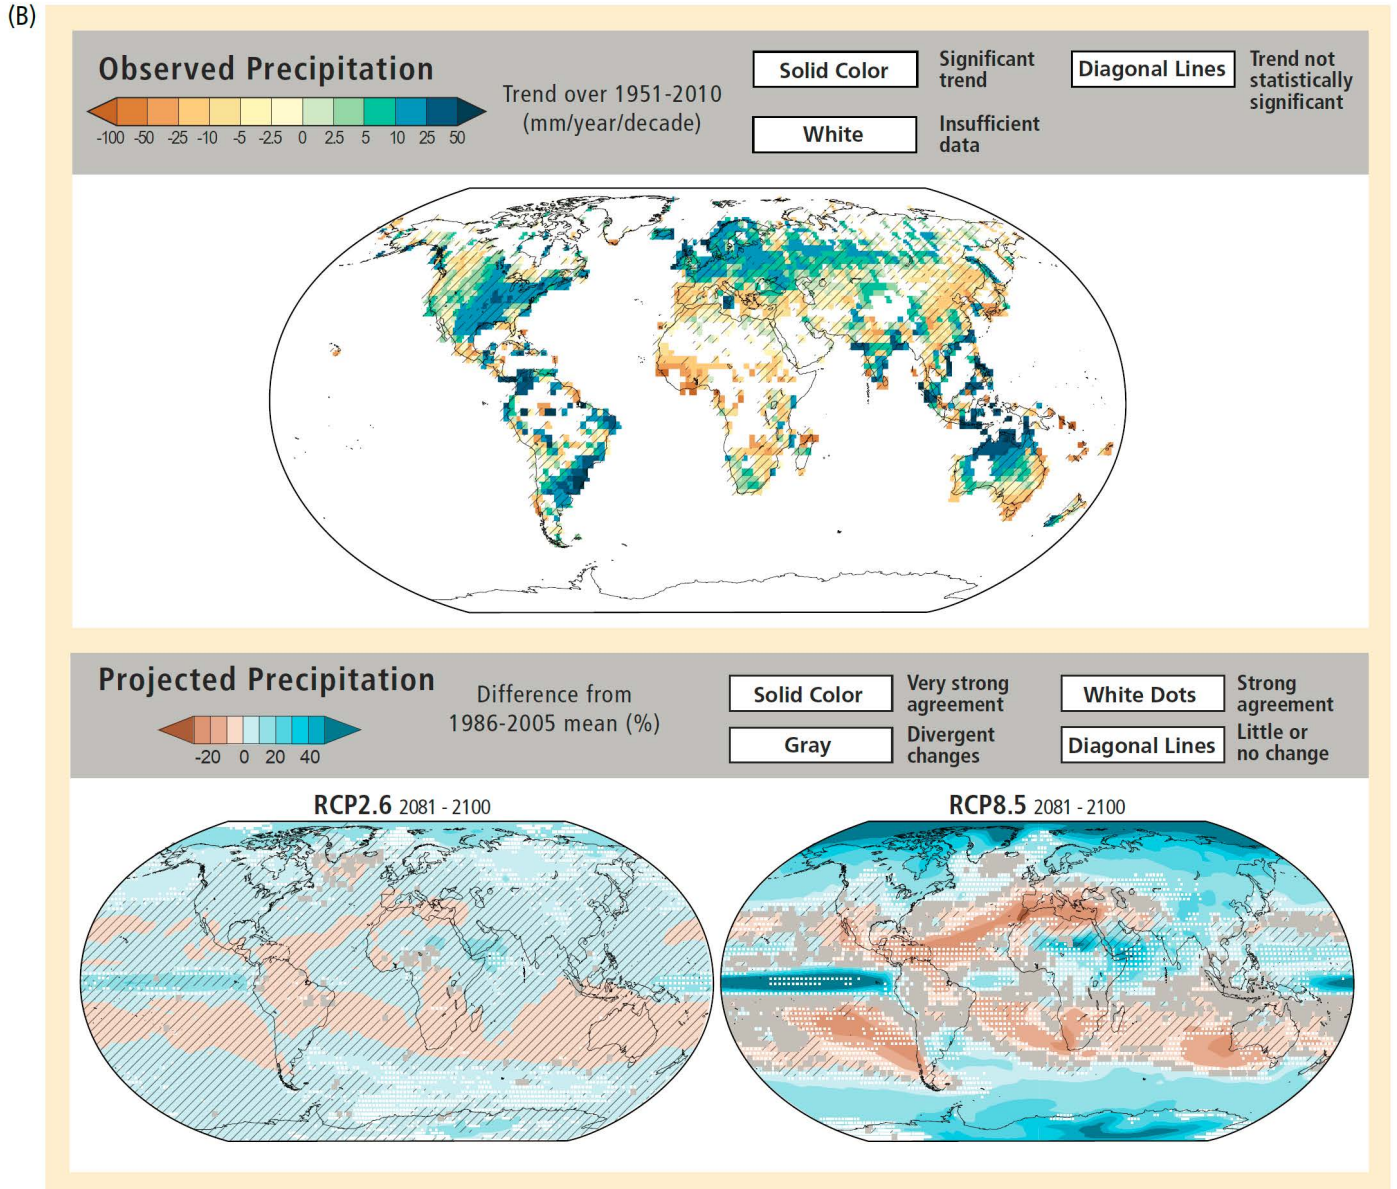 (B)
Observed Precipitation
-100 -50 -25 -10 -5 -2.5 0 2.5 5 10 25 50
Trend over 1951-2010
(mm/year/decade)
Solid Color
Significant
trend
White
Insufficient
data
Diagonal Lines
Trend not
statistically
significant
Projected Precipitation
-20 0 20 40
Difference from
1986-2005 mean (%)
Solid Color
Very strong
agreement
Gray
Divergent
changes
White Dots
Strong
agreement
Diagonal Lines
Little or
no change
RCP2.6 2081 - 2100
RCP8.5 2081 - 2100